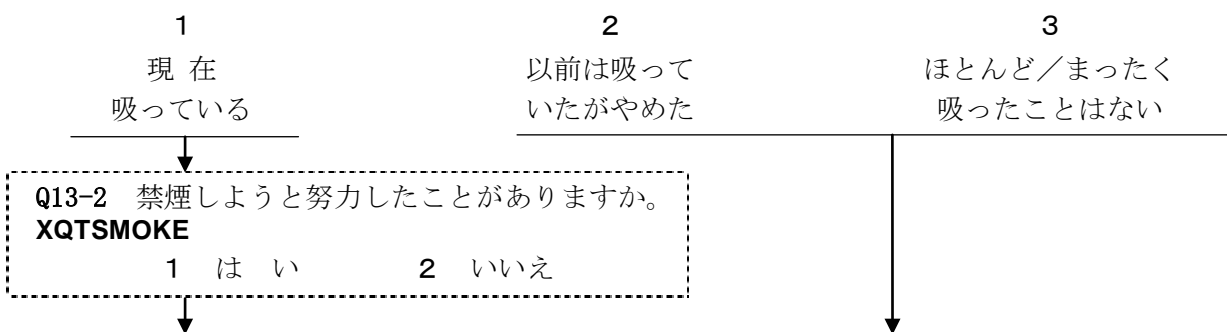 1 2 3
現 在 以前は吸って ほとんど／まったく
吸っている いたがやめた 吸ったことはない
Q13-2 禁煙しようと努力したことがありますか。
XQTSMOKE
1 は い 2 いいえ